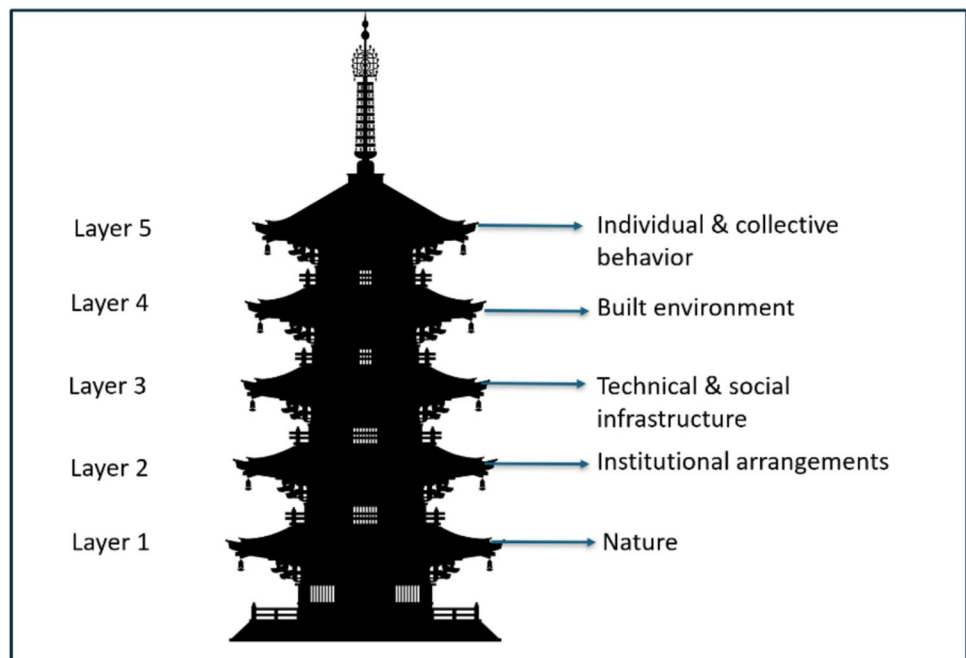 Layer 5
Individual & collective
behavior
Layer 4
Built environment
Layer 3
Technical & social
infrastructure
Layer 2
Institutional arrangements
Layer 1
Nature